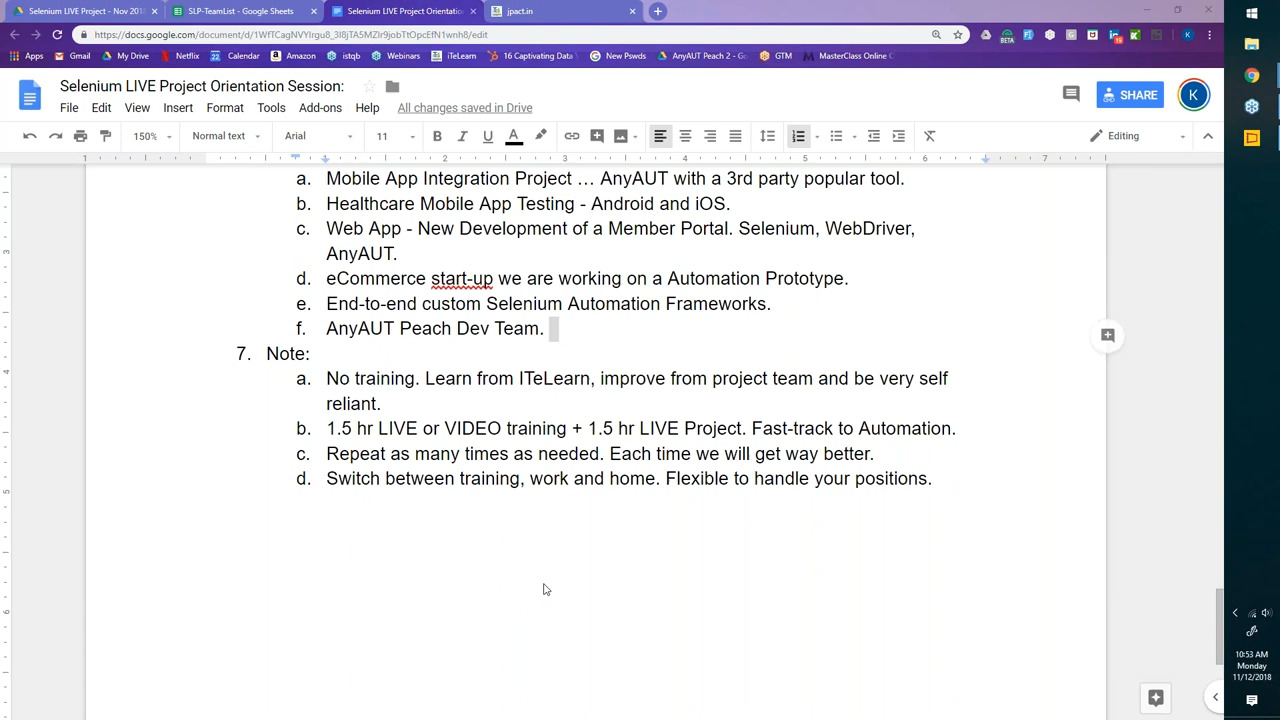 Selenium LIVE Project - Nov 2018
SLP-TeamList - Google Sheets
Selenium LIVE Project Orientatio
jpact.in
https://docs.google.com/document/d/1WfTCagNVYIrgu8_3I8jTA5MZIr9jobTtOpcEfN1wnh8/edit
Apps Gmail My Drive Netflix Calendar Amazon istqb Webinars iTeLearn 16 Captivating Data New Pswds AnyAUT Peach 2 - Go GTM MasterClass Online C
BETA
Selenium LIVE Project Orientation Session:
File Edit View Insert Format Tools Add-ons Help All changes saved in Drive
SHARE
K
150% Normal text Arial 11 Editing
1 2 3 4 5 6 7
a. Mobile App Integration Project … AnyAUT with a 3rd party popular tool.
b. Healthcare Mobile App Testing - Android and iOS.
c. Web App - New Development of a Member Portal. Selenium, WebDriver,
AnyAUT.
d. eCommerce start-up we are working on a Automation Prototype.
e. End-to-end custom Selenium Automation Frameworks.
f. AnyAUT Peach Dev Team.
7. Note:
a. No training. Learn from ITeLearn, improve from project team and be very self
reliant.
b. 1.5 hr LIVE or VIDEO training + 1.5 hr LIVE Project. Fast-track to Automation.
c. Repeat as many times as needed. Each time we will get way better.
d. Switch between training, work and home. Flexible to handle your positions.
10:53 AM
Monday
11/12/2018